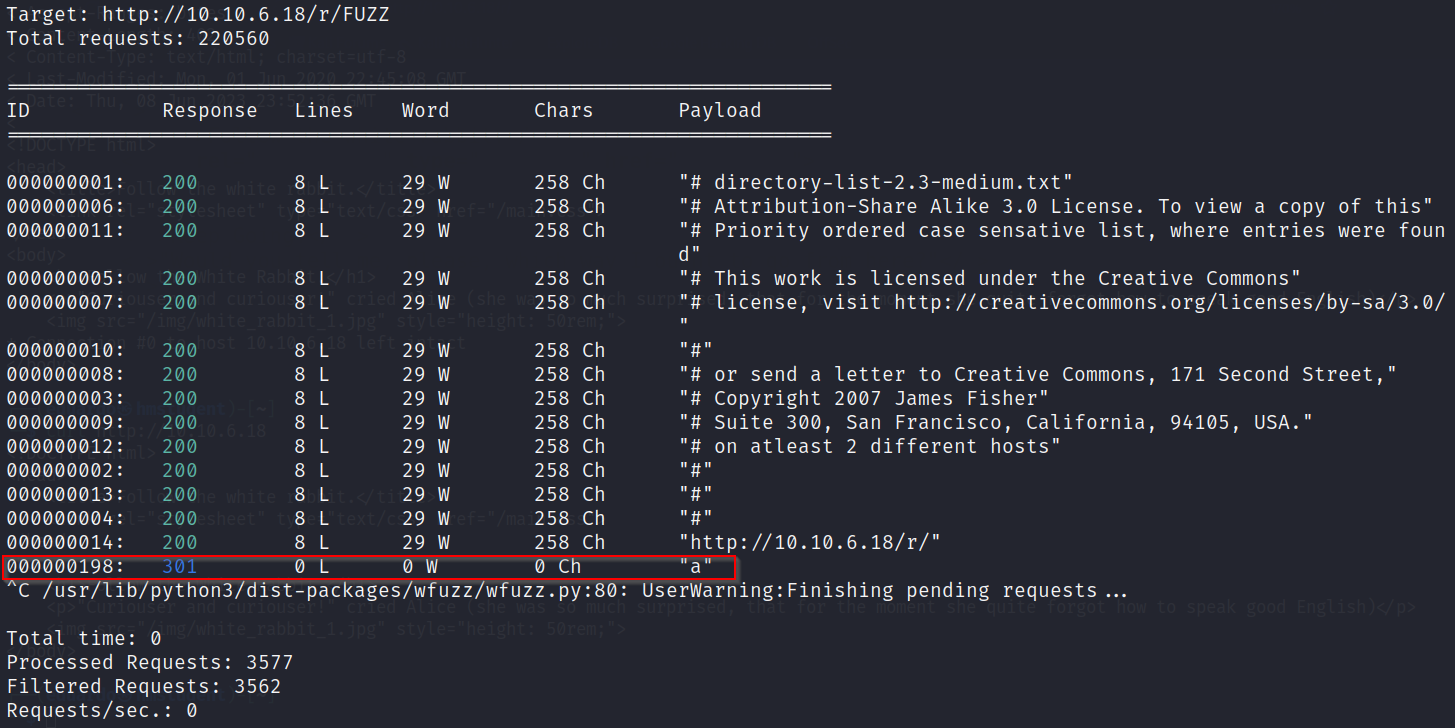 Target: http://10.10.6.18/r/FUZZ
Total requests: 220560
ID Response Lines Word Chars Payload
000000001: 200 8 L 29 W 258 Ch "# directory-list-2.3-medium.txt"
000000006: 200 8 L 29 W 258 Ch "# Attribution-Share Alike 3.0 License. To view a copy of this"
000000011: 200 8 L 29 W 258 Ch "# Priority ordered case sensative list, where entries were foun
d"
000000005: 200 8 L 29 W 258 Ch "# This work is licensed under the Creative Commons"
000000007: 200 8 L 29 W 258 Ch "# license, visit http://creativecommons.org/licenses/by-sa/3.0/
"
000000010: 200 8 L 29 W 258 Ch "#"
000000008: 200 8 L 29 W 258 Ch "# or send a letter to Creative Commons, 171 Second Street,"
000000003: 200 8 L 29 W 258 Ch "# Copyright 2007 James Fisher"
000000009: 200 8 L 29 W 258 Ch "# Suite 300, San Francisco, California, 94105, USA."
000000012: 200 8 L 29 W 258 Ch "# on atleast 2 different hosts"
000000002: 200 8 L 29 W 258 Ch "#"
000000013: 200 8 L 29 W 258 Ch "#"
000000004: 200 8 L 29 W 258 Ch "#"
000000014: 200 8 L 29 W 258 Ch "http://10.10.6.18/r/"
000000198: 301 0 L 0 W 0 Ch "a"
^C /usr/lib/python3/dist-packages/wfuzz/wfuzz.py:80: UserWarning:Finishing pending requests...
Total time: 0
Processed Requests: 3577
Filtered Requests: 3562
Requests/sec.: 0